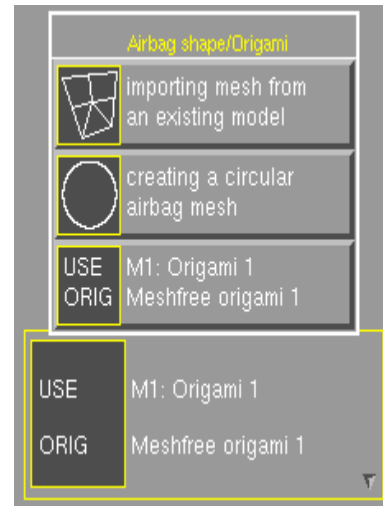 Airbag shape/Origami
importing mesh from
an existing model
creating a circular
airbag mesh
USE M1: Origami 1
ORIG Meshfree origami 1
USE M1: Origami 1
ORIG Meshfree origami 1